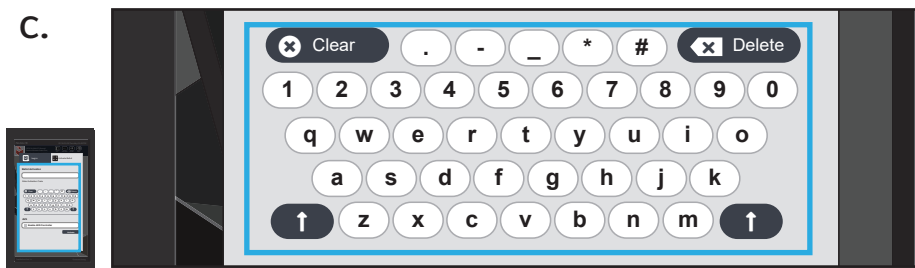 C.
Clear . - _ * # Delete
1 2 3 4 5 6 7 8 9 0
q w e r t y u i o
a s d f g h j k
↑ z x c v b n m ↑